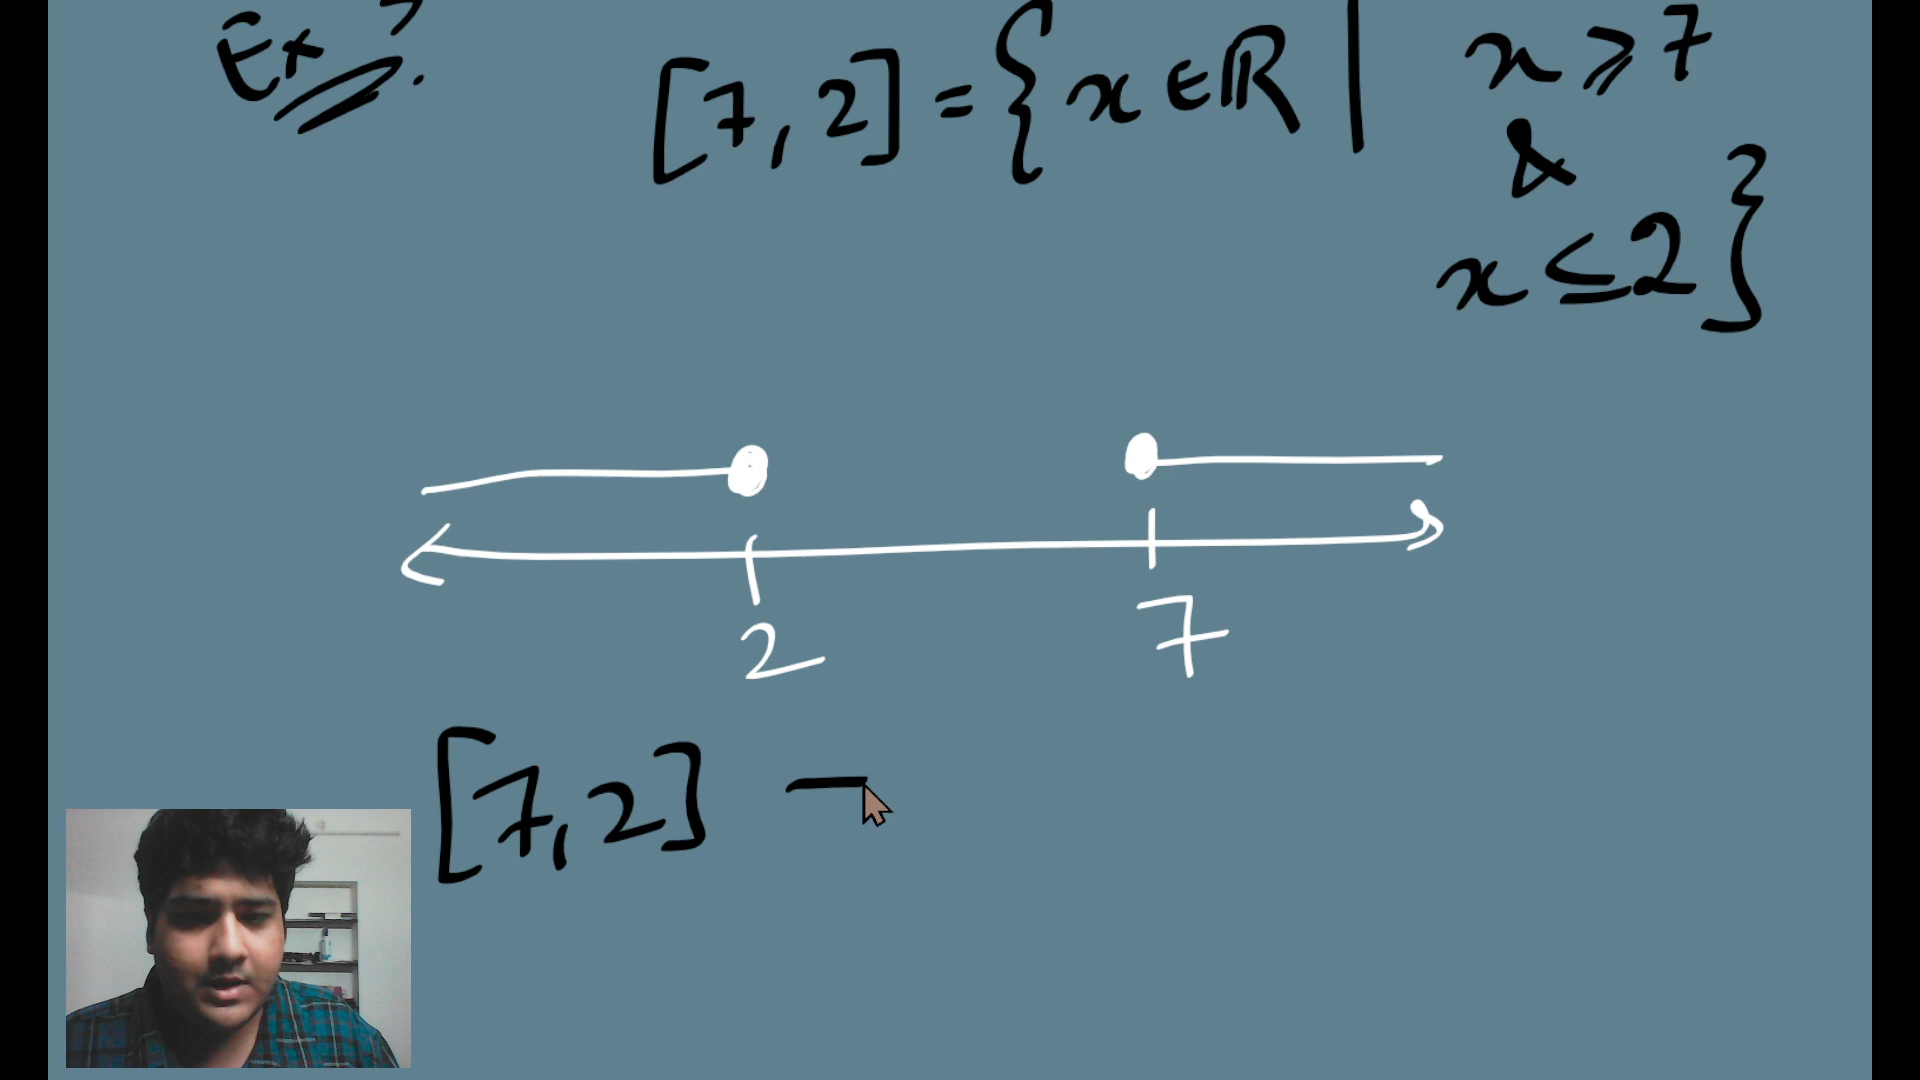 Ex:
[7, 2] = {x ∈ ℝ | x ⩾ 7
&
x ≤ 2}
2 7
[7, 2] –